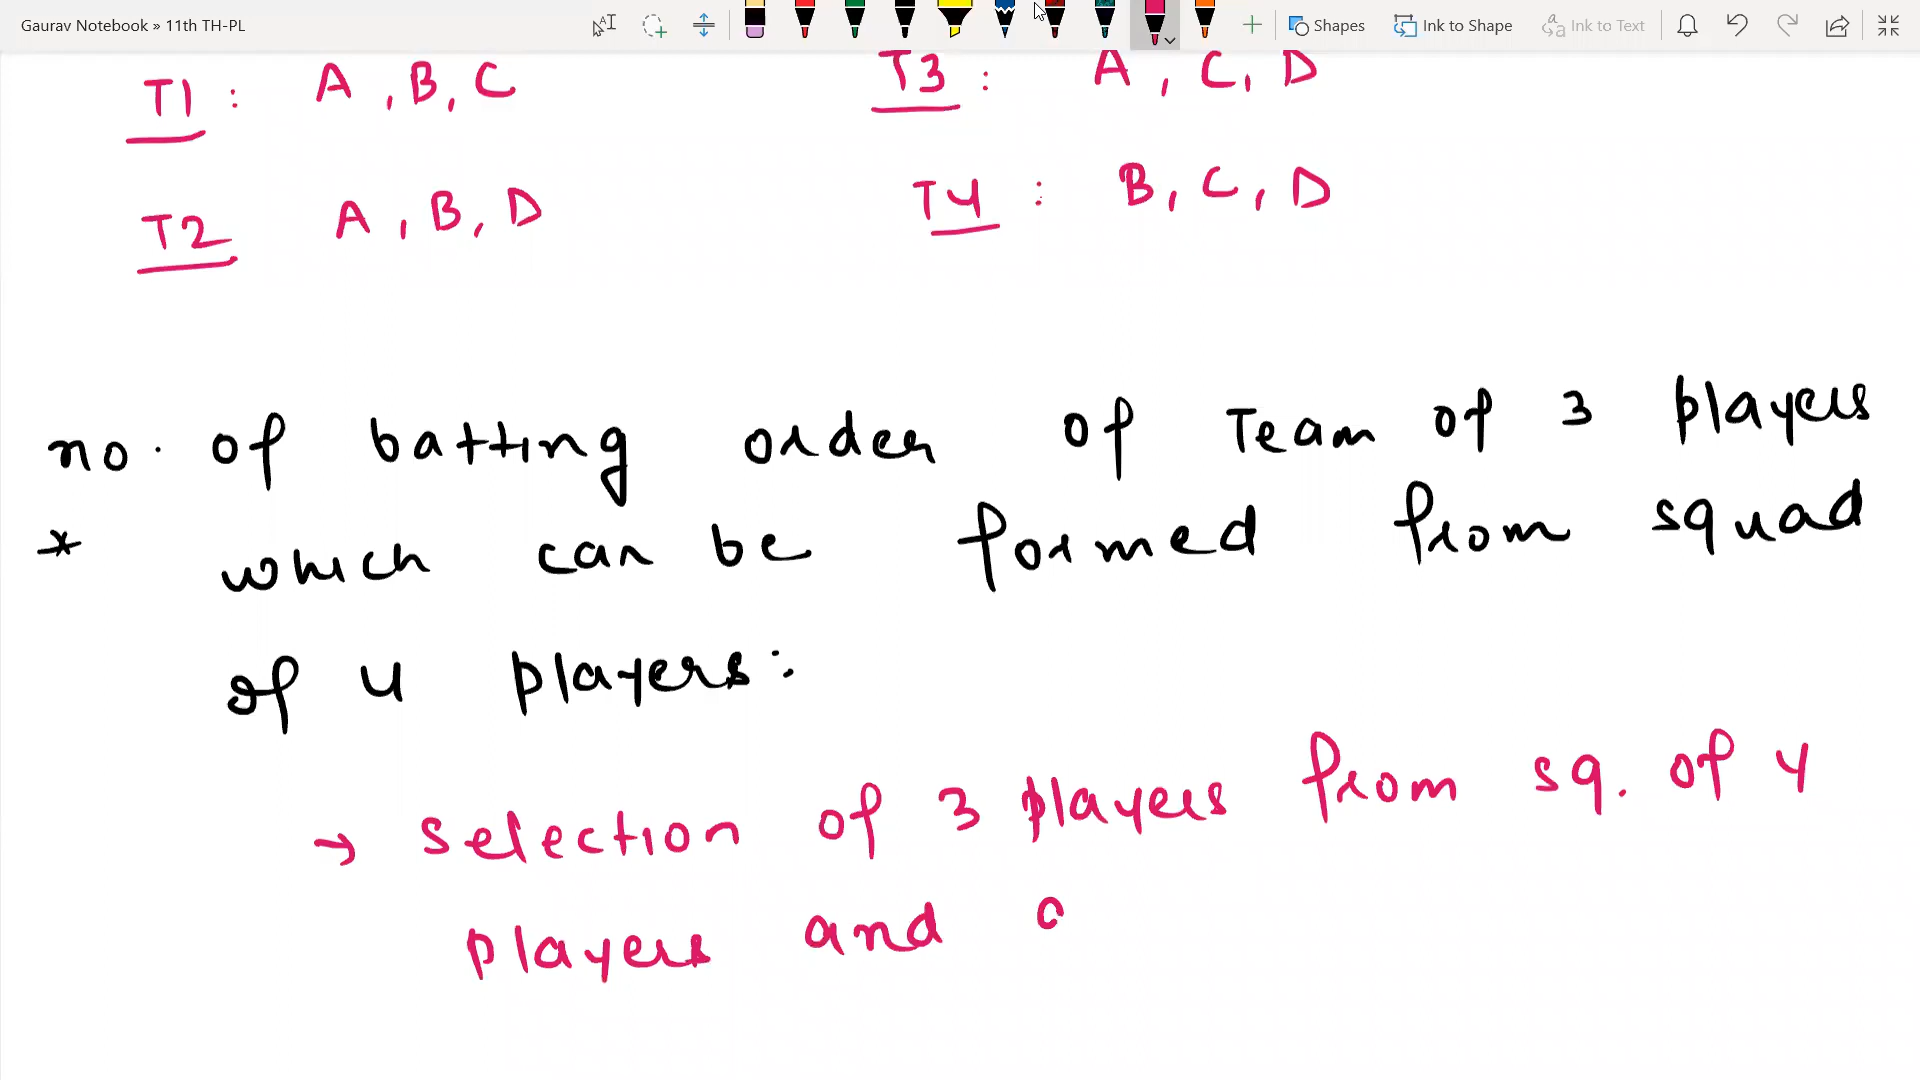 Gaurav Notebook » 11th TH-PL
Shapes
Ink to Shape
Ink to Text
T1 : A, B, C
T3 : A, C, D
T2 A, B, D
T4 : B, C, D
no. of batting order of Team of 3 players
* which can be formed from squad
of 4 players:
→ selection of 3 players from sq. of 4
players and o